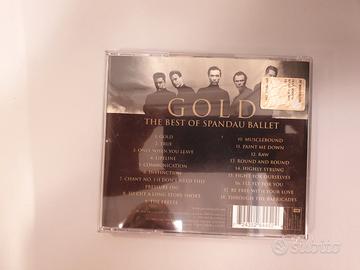 GOLD
THE BEST OF SPANDAU BALLET
1. GOLD
2. TRUE
3. ONLY WHEN YOU LEAVE
4. LIFELINE
5. COMMUNICATION
6. INSTINCTION
7. CHANT NO. 1 (I DON'T NEED THIS
PRESSURE ON)
8. TO CUT A LONG STORY SHORT
9. THE FREEZE
10. MUSCLEBOUND
11. PAINT ME DOWN
12. RAW
13. ROUND AND ROUND
14. HIGHLY STRUNG
15. FIGHT FOR OURSELVES
16. I'LL FLY FOR YOU
17. BE FREE WITH YOUR LOVE
18. THROUGH THE BARRICADES
subito